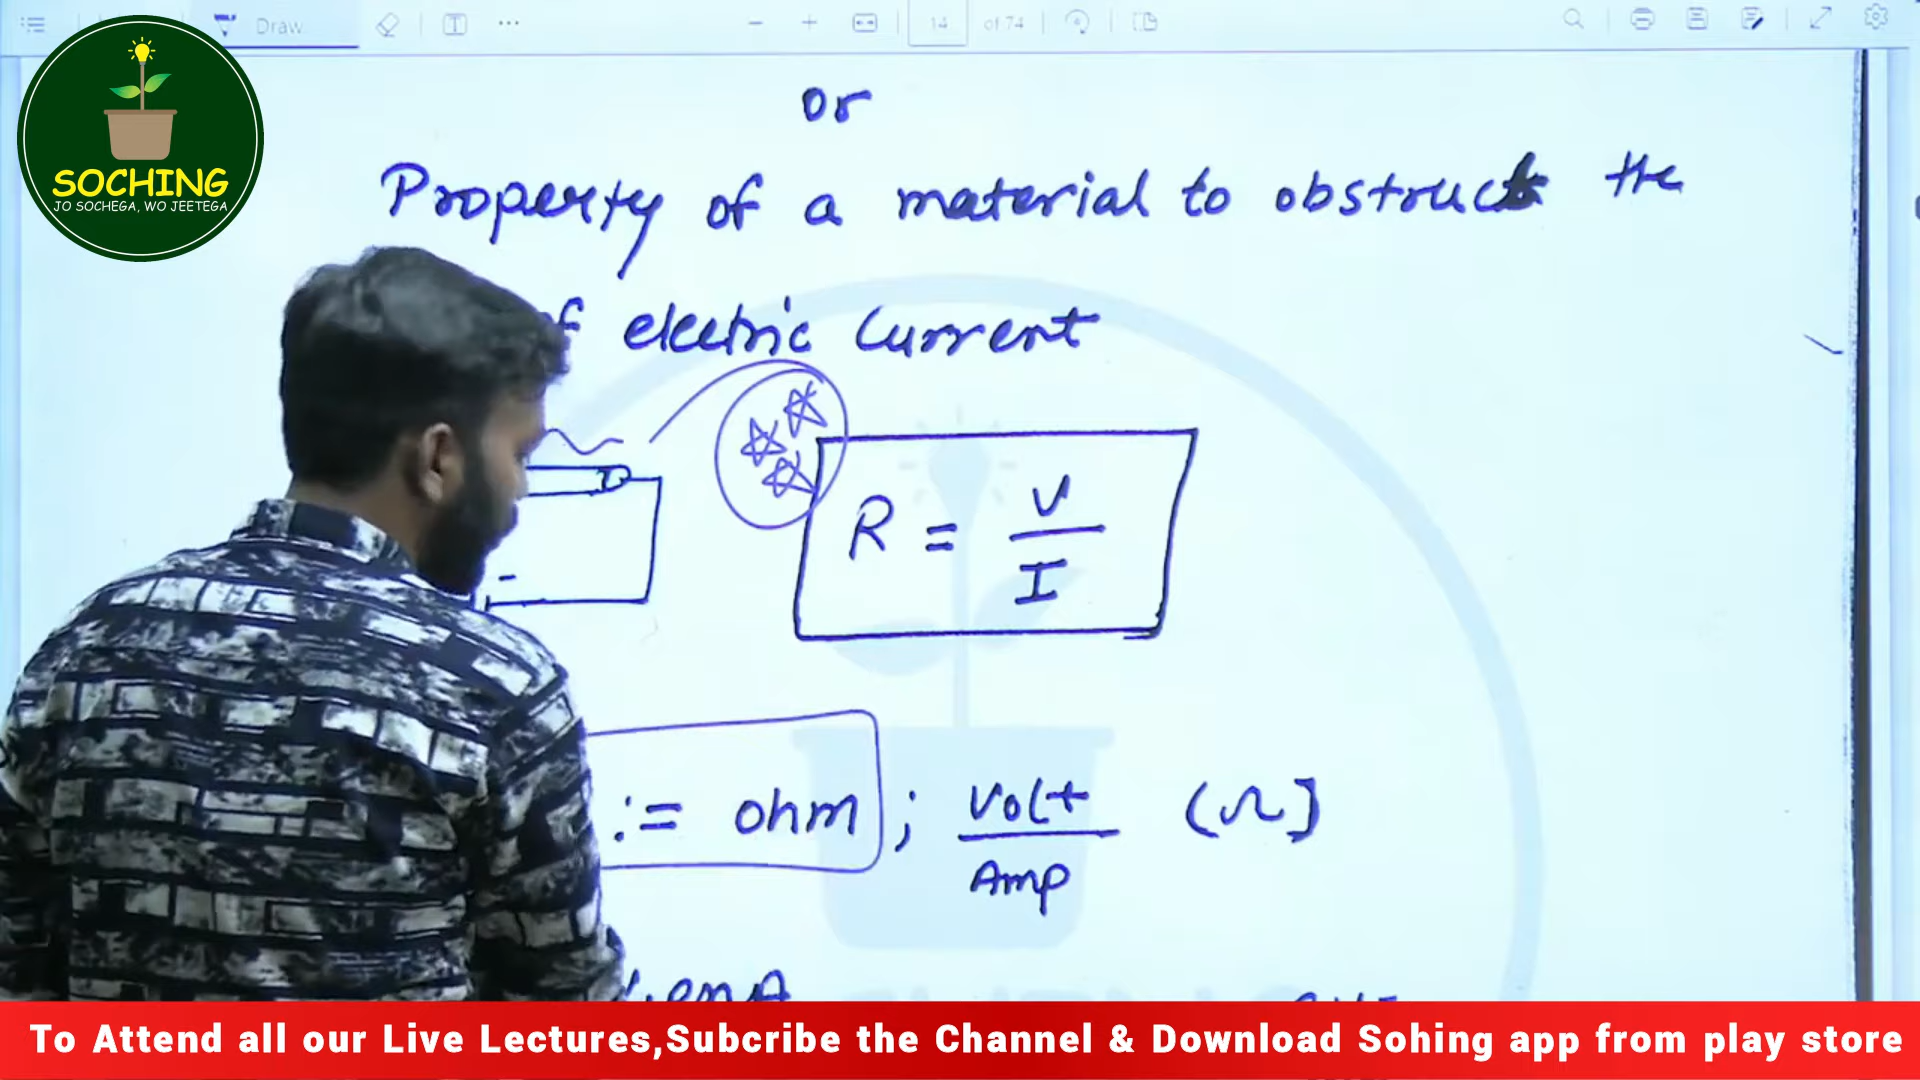 Draw
14 of 74
SOCHING
JO SOCHEGA, WO JEETEGA
or
Property of a material to obstruct the
of electric Current
R = V
I
:= ohm ; Volt (Ω)
Amp
To Attend all our Live Lectures,Subcribe the Channel & Download Sohing app from play store